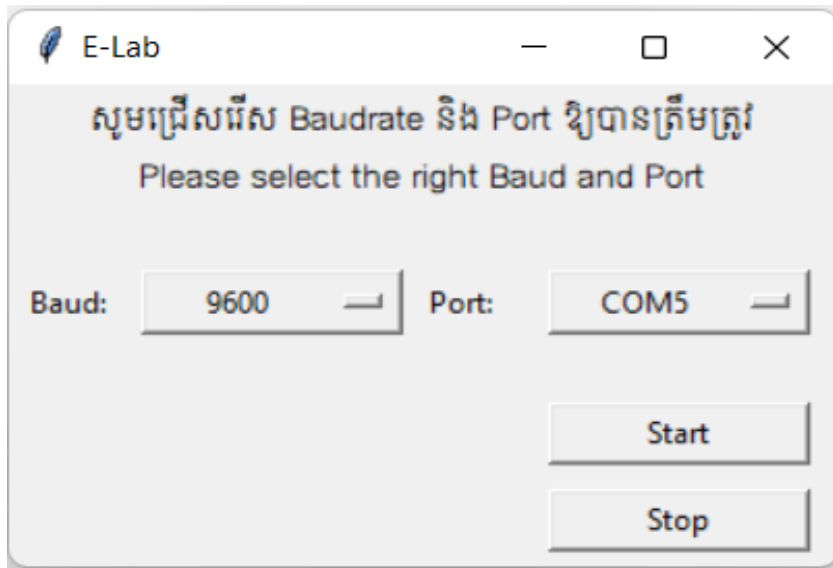 E-Lab
សូមជ្រើសរើស Baudrate និង Port ឱ្យបានត្រឹមត្រូវ
Please select the right Baud and Port
Baud: 9600 Port: COM5
Start
Stop